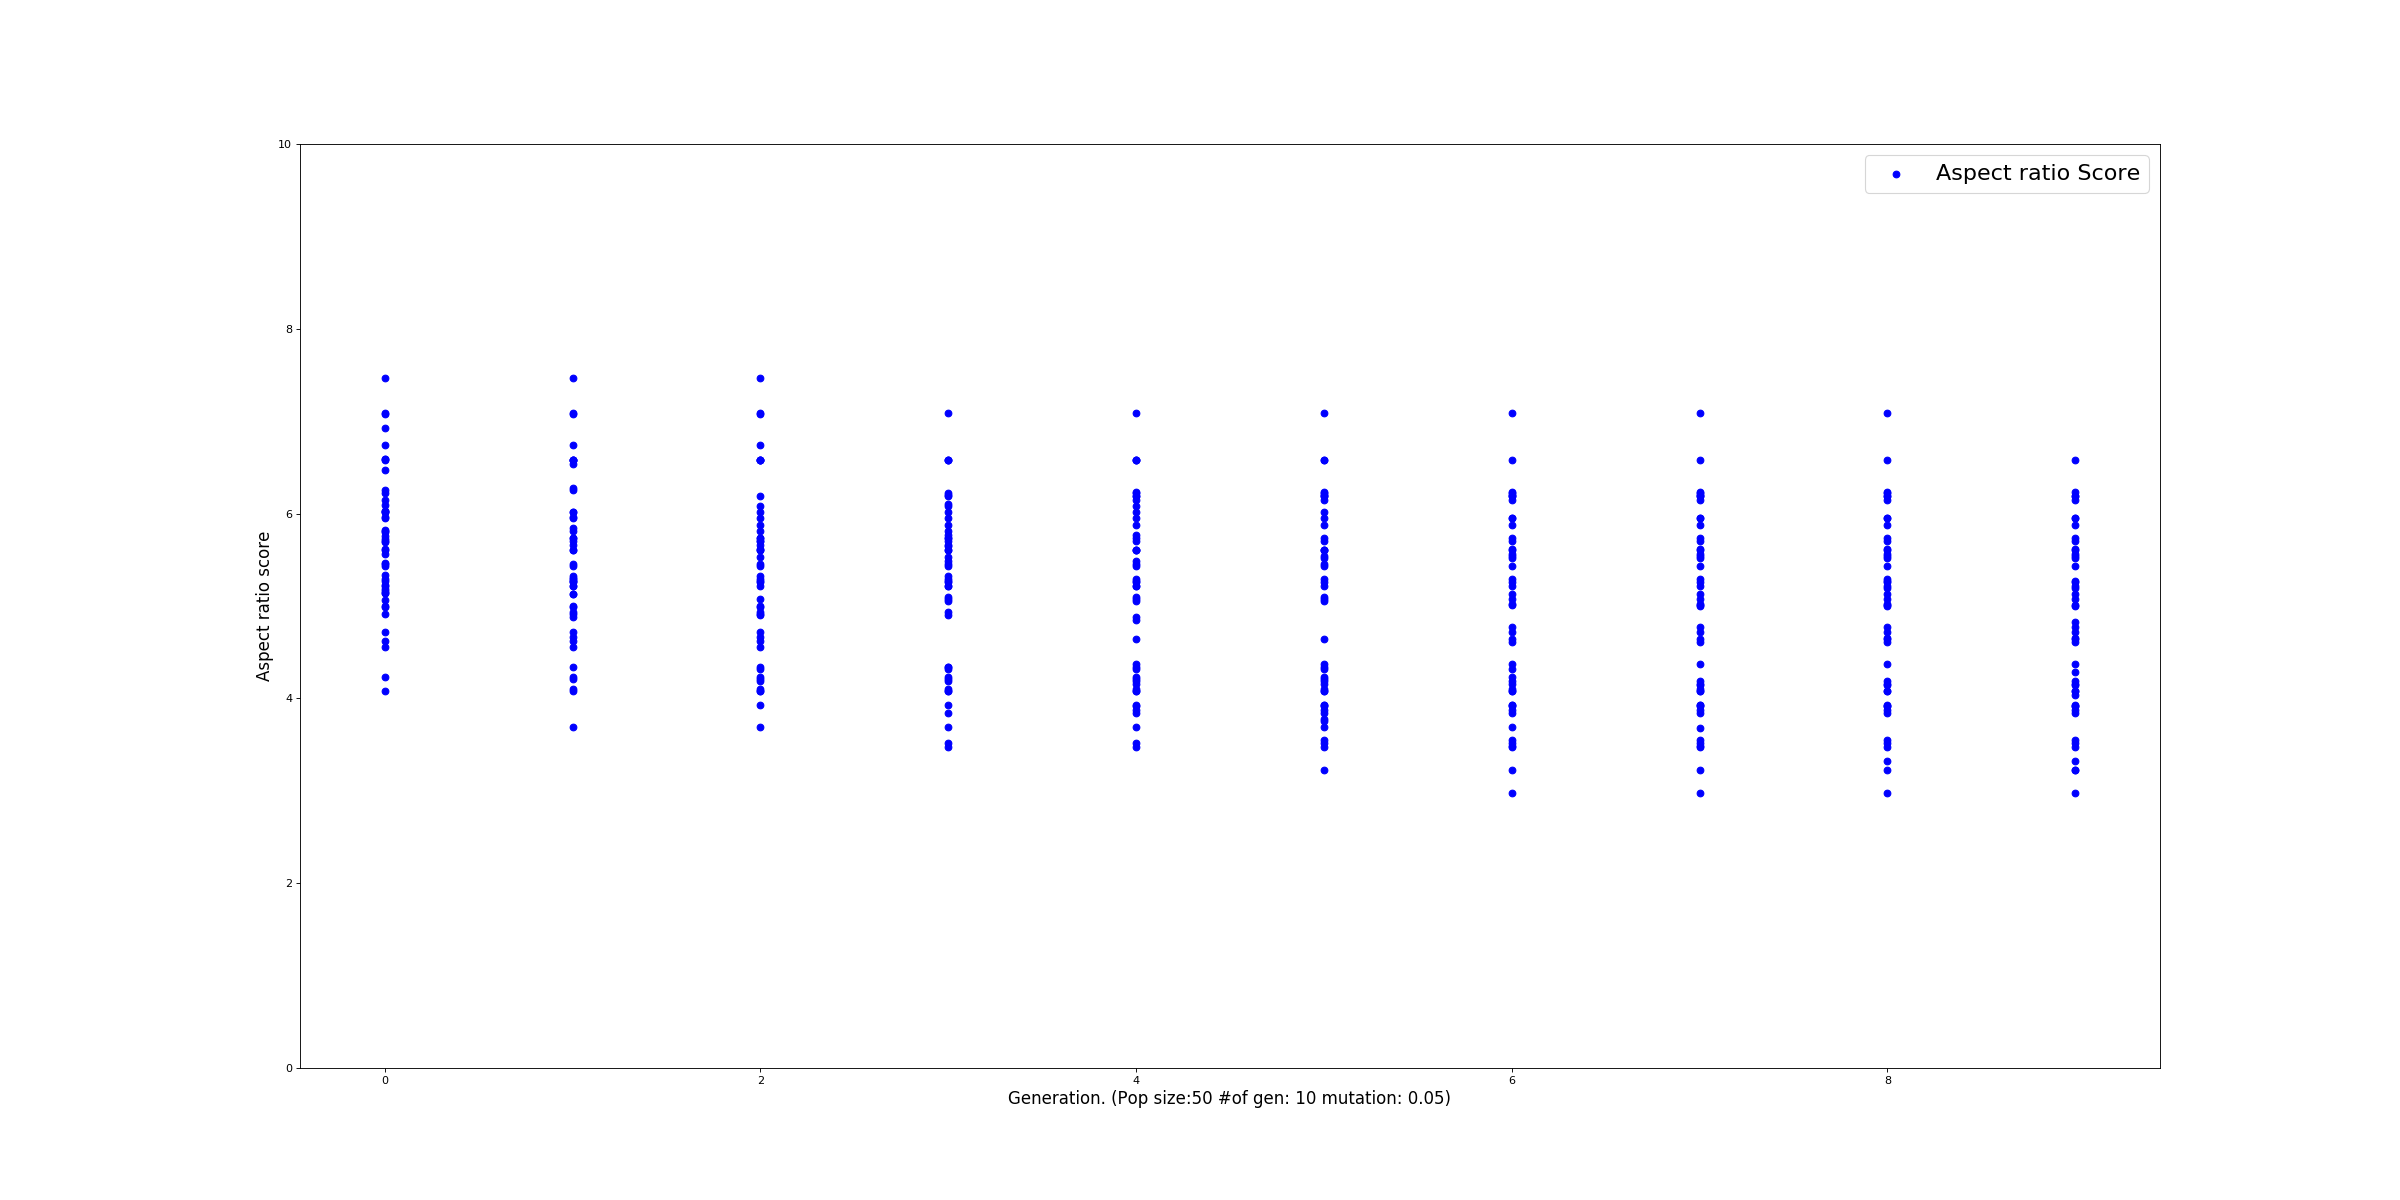 Aspect ratio Score
10
8
6
4
2
0
Aspect ratio score
0 2 4 6 8
Generation. (Pop size:50 #of gen: 10 mutation: 0.05)